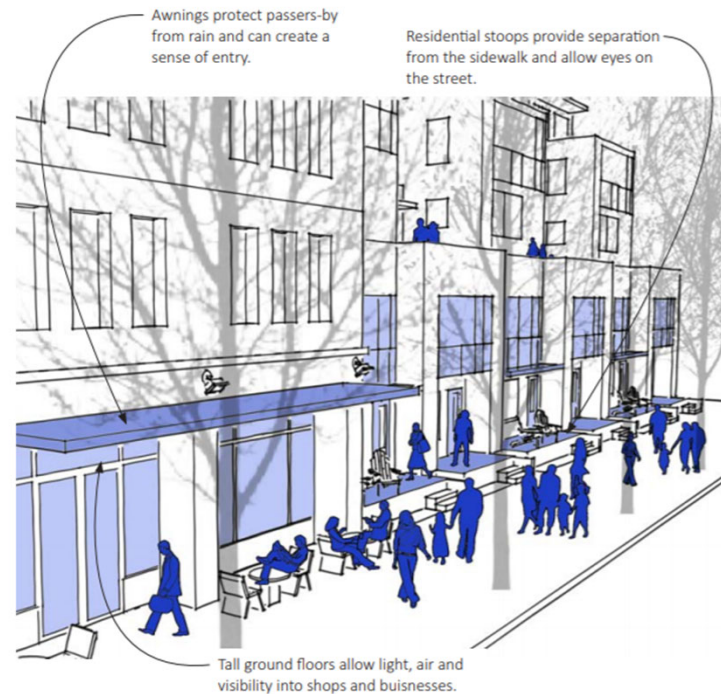 Awnings protect passers-by
from rain and can create a
sense of entry.
Residential stoops provide separation
from the sidewalk and allow eyes on
the street.
Tall ground floors allow light, air and
visibility into shops and buisnesses.